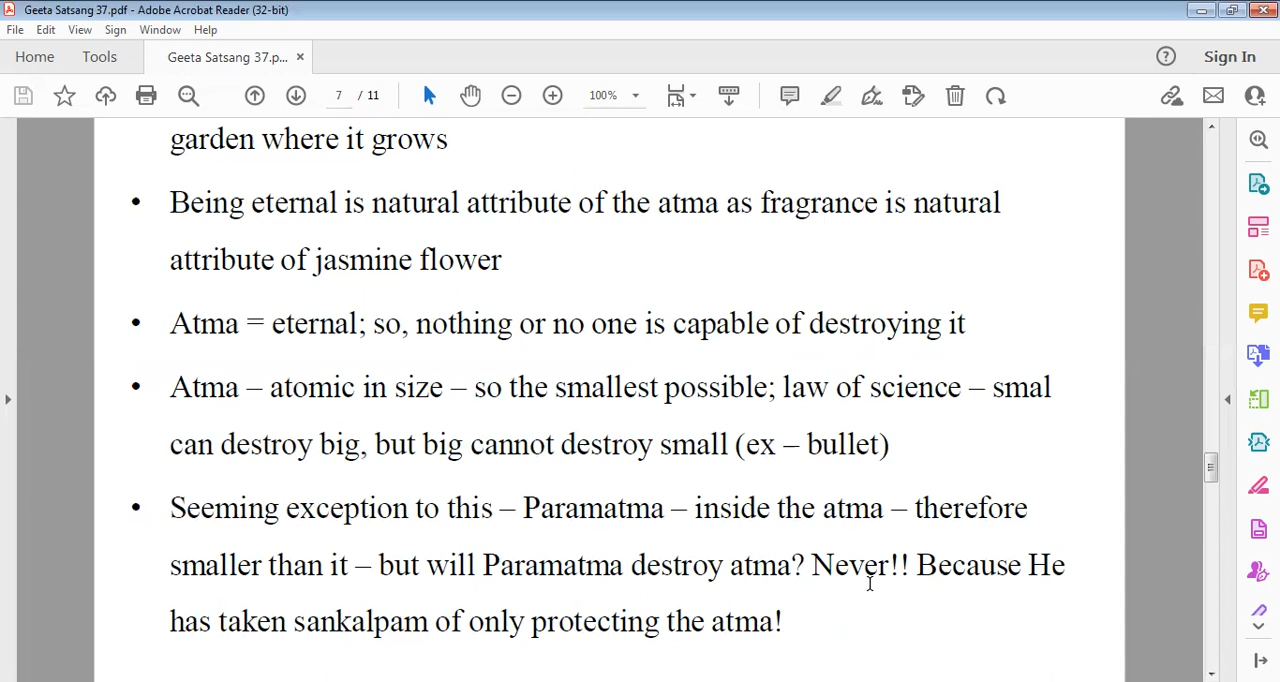 Geeta Satsang 37.pdf - Adobe Acrobat Reader (32-bit)
File Edit View Sign Window Help
Home Tools Geeta Satsang 37.p... × Sign In
7 / 11 100%
garden where it grows
• Being eternal is natural attribute of the atma as fragrance is natural
attribute of jasmine flower
• Atma = eternal; so, nothing or no one is capable of destroying it
• Atma – atomic in size – so the smallest possible; law of science – smal
can destroy big, but big cannot destroy small (ex – bullet)
• Seeming exception to this – Paramatma – inside the atma – therefore
smaller than it – but will Paramatma destroy atma? Never!! Because He
has taken sankalpam of only protecting the atma!